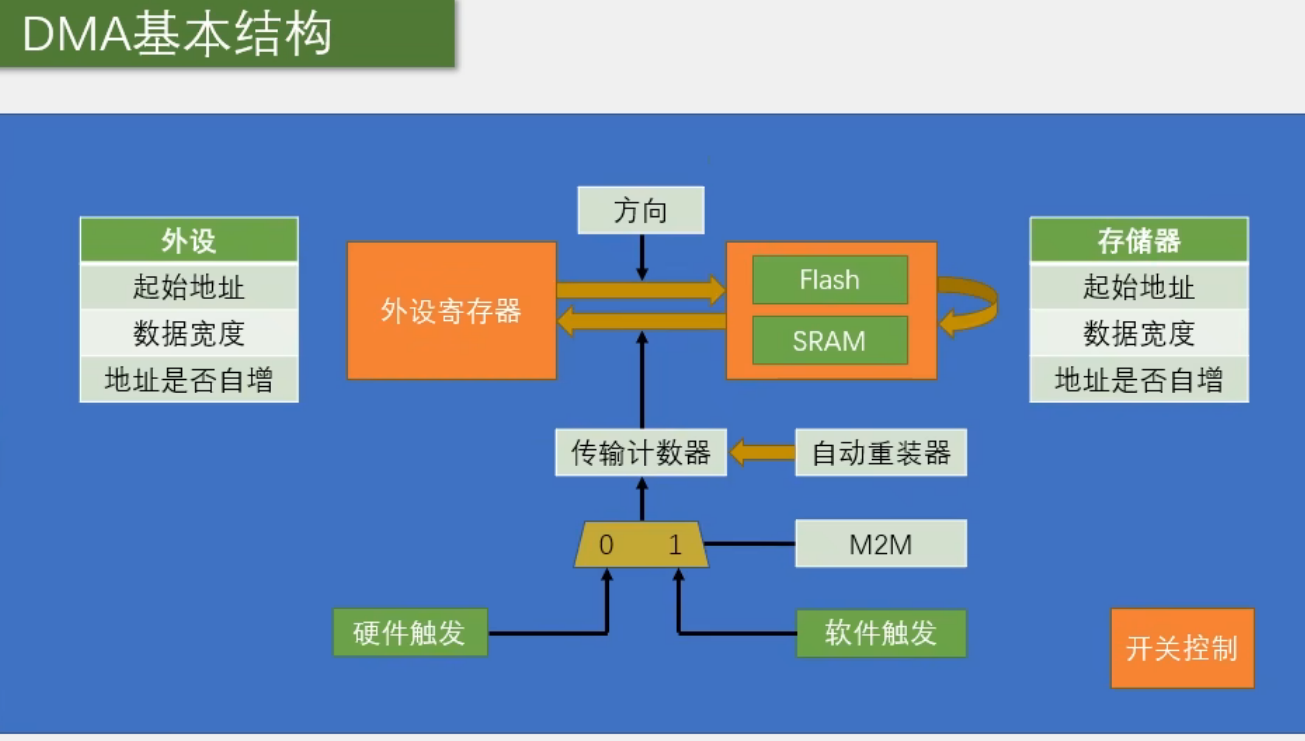 DMA基本结构
方向
外设
起始地址
数据宽度
地址是否自增
外设寄存器
Flash
SRAM
存储器
起始地址
数据宽度
地址是否自增
传输计数器
自动重装器
0 1
M2M
硬件触发
软件触发
开关控制